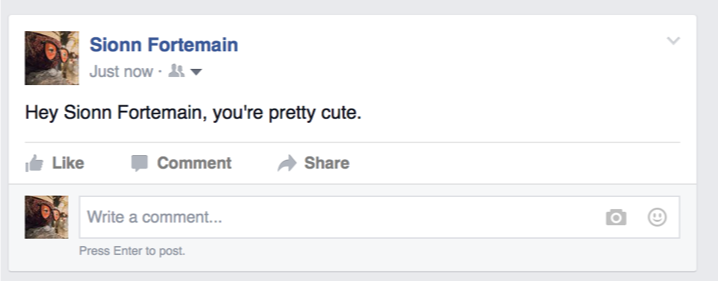 Sionn Fortemain
Just now ·
Hey Sionn Fortemain, you're pretty cute.
Like Comment Share
Write a comment...
Press Enter to post.